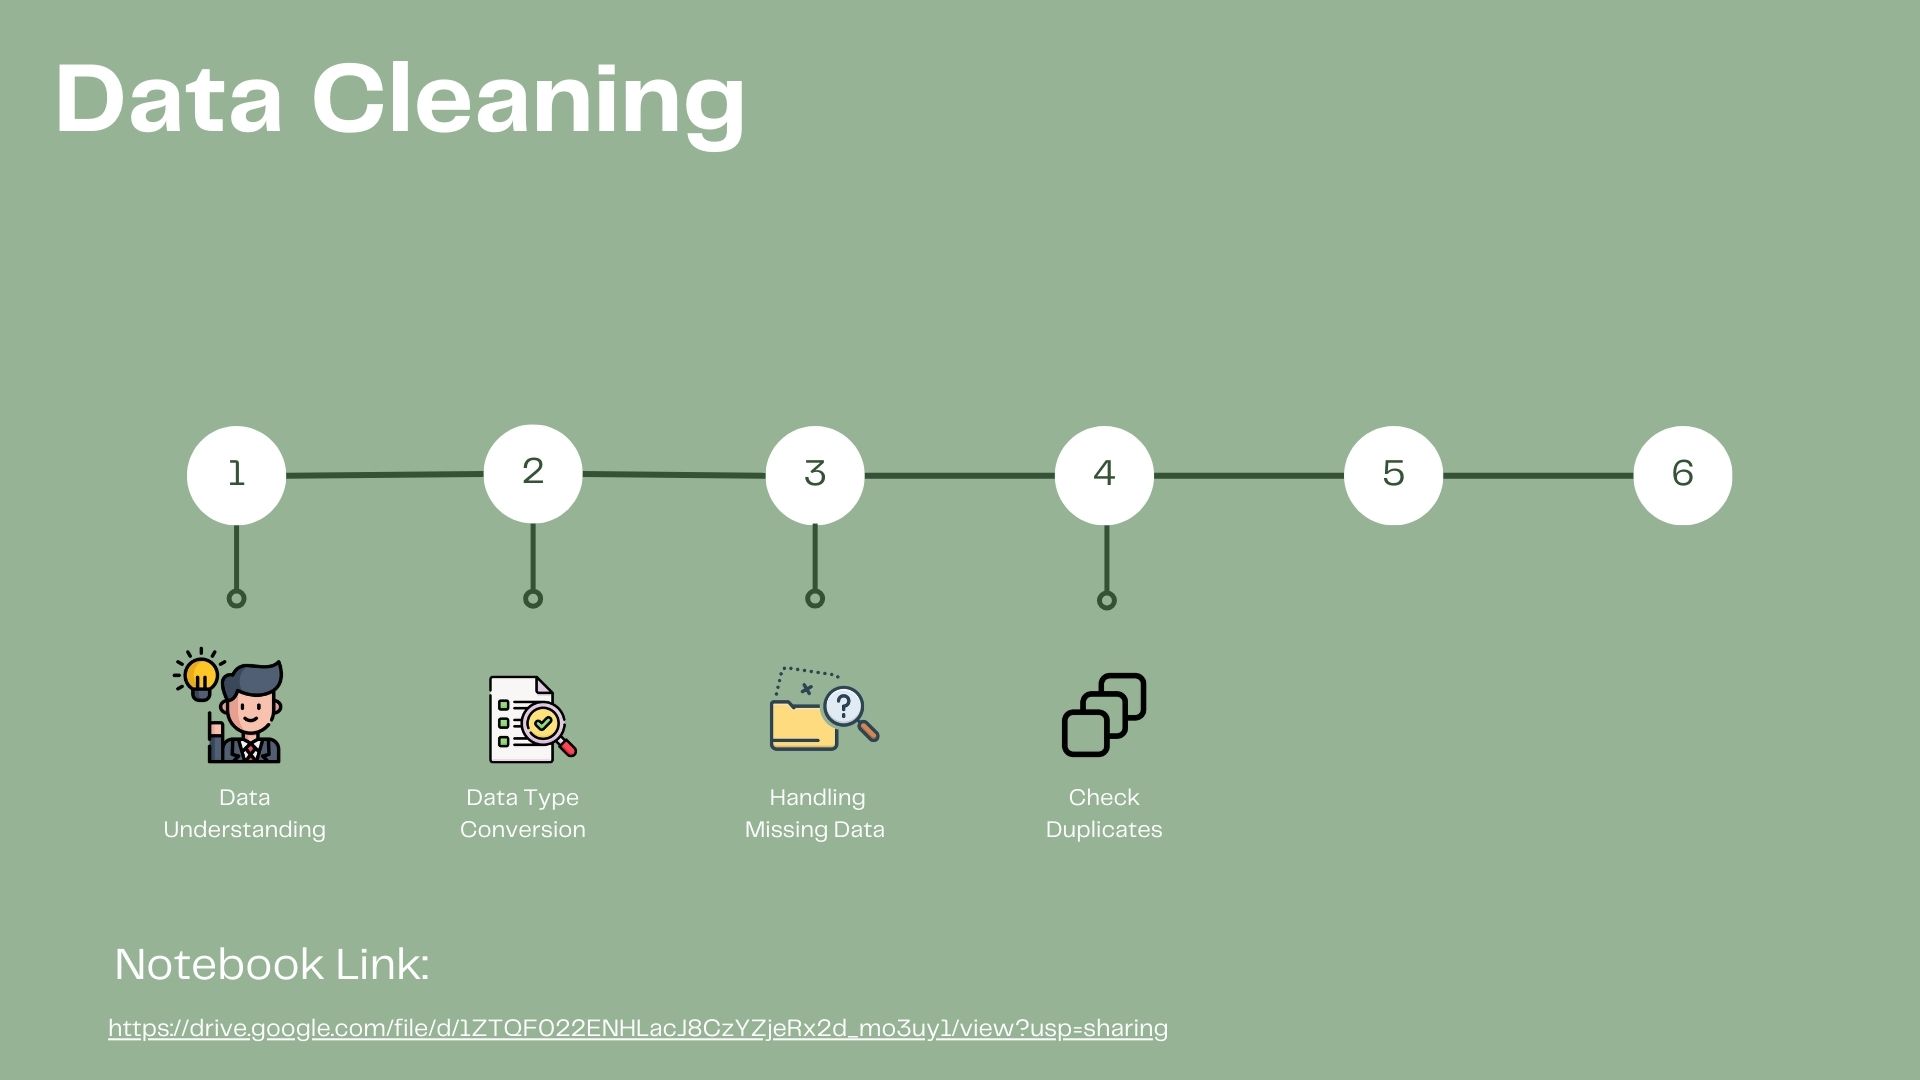 Data Cleaning
1 2 3 4 5 6
?
Data
Understanding
Data Type
Conversion
Handling
Missing Data
Check
Duplicates
Notebook Link:
https://drive.google.com/file/d/1ZTQF022ENHLacJ8CzYZjeRx2d_mo3uy1/view?usp=sharing